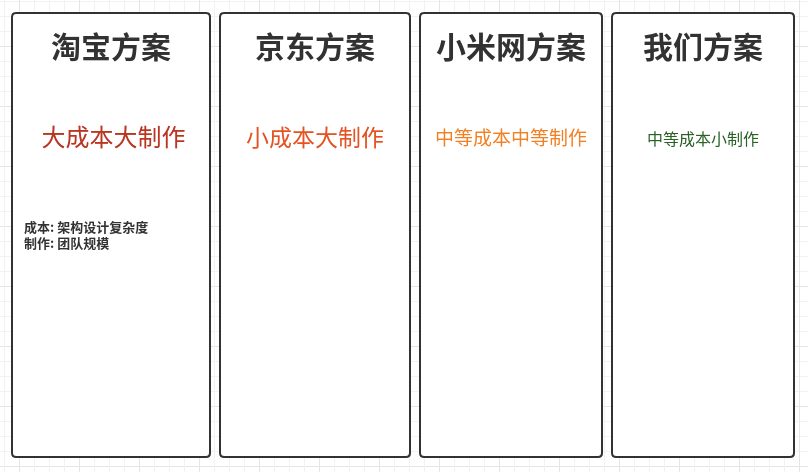 淘宝方案
大成本大制作
成本: 架构设计复杂度
制作: 团队规模
京东方案
小成本大制作
小米网方案
中等成本中等制作
我们方案
中等成本小制作